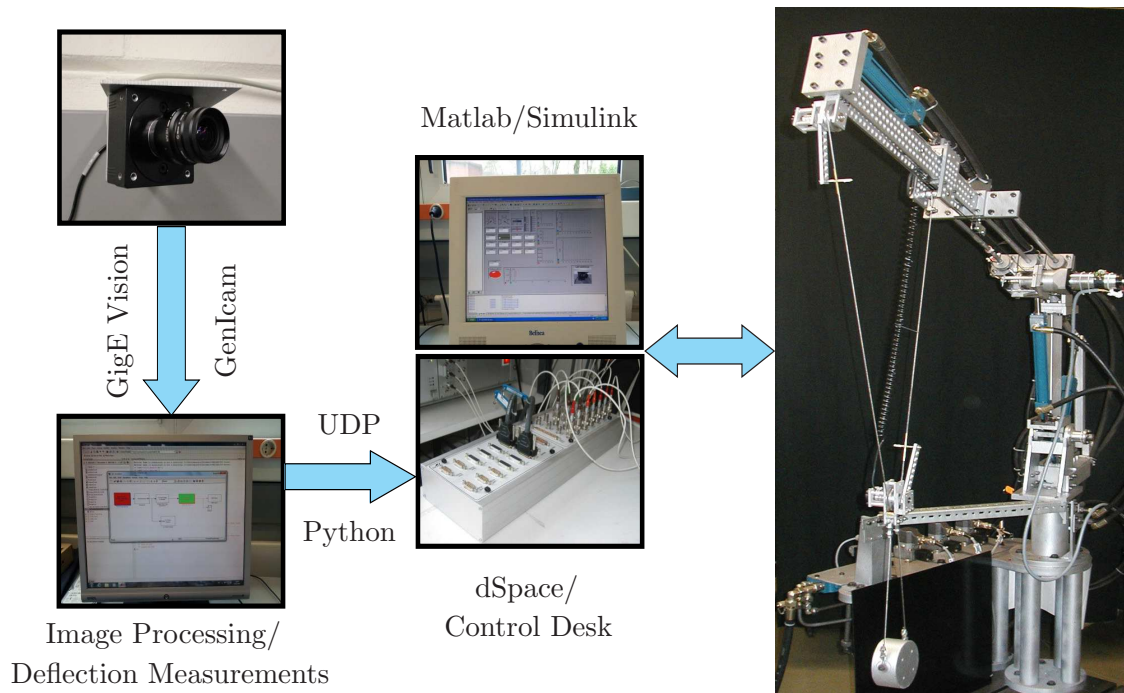 Matlab/Simulink
GigE Vision
GenIcam
UDP
Python
dSpace/
Control Desk
Image Processing/
Deflection Measurements